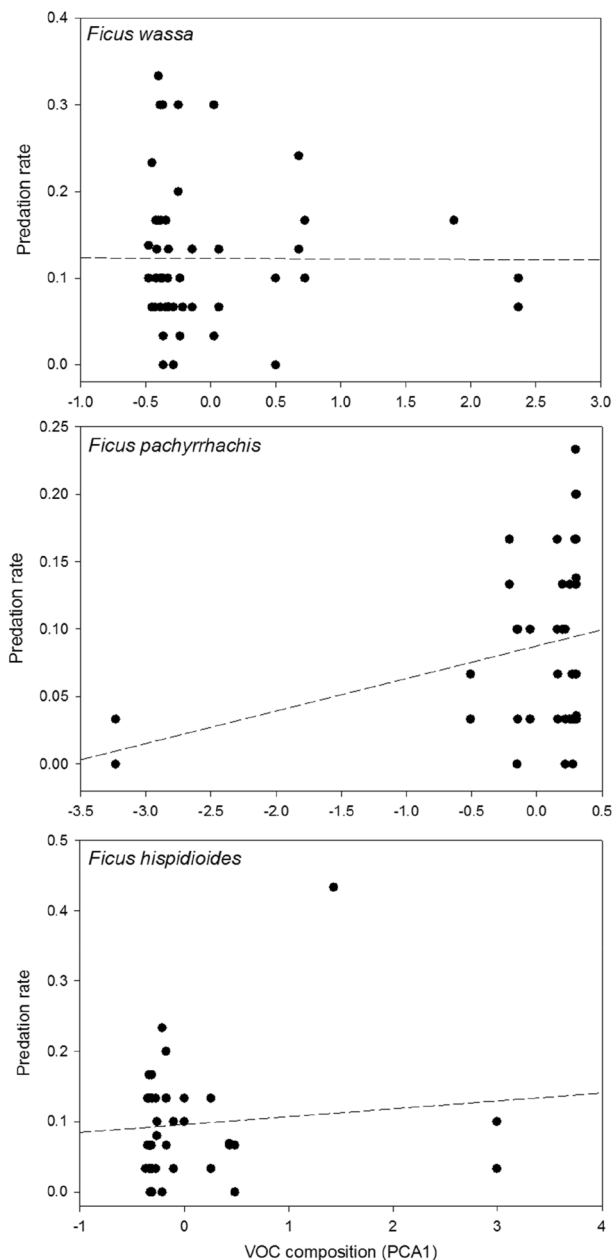 Ficus wassa
Predation rate
0.4
0.3
0.2
0.1
0.0
-1.0 -0.5 0.0 0.5 1.0 1.5 2.0 2.5 3.0
Ficus pachyrrhachis
Predation rate
0.25
0.20
0.15
0.10
0.05
0.00
-3.5 -3.0 -2.5 -2.0 -1.5 -1.0 -0.5 0.0 0.5
Ficus hispidioides
Predation rate
0.5
0.4
0.3
0.2
0.1
0.0
-1 0 1 2 3 4
VOC composition (PCA1)